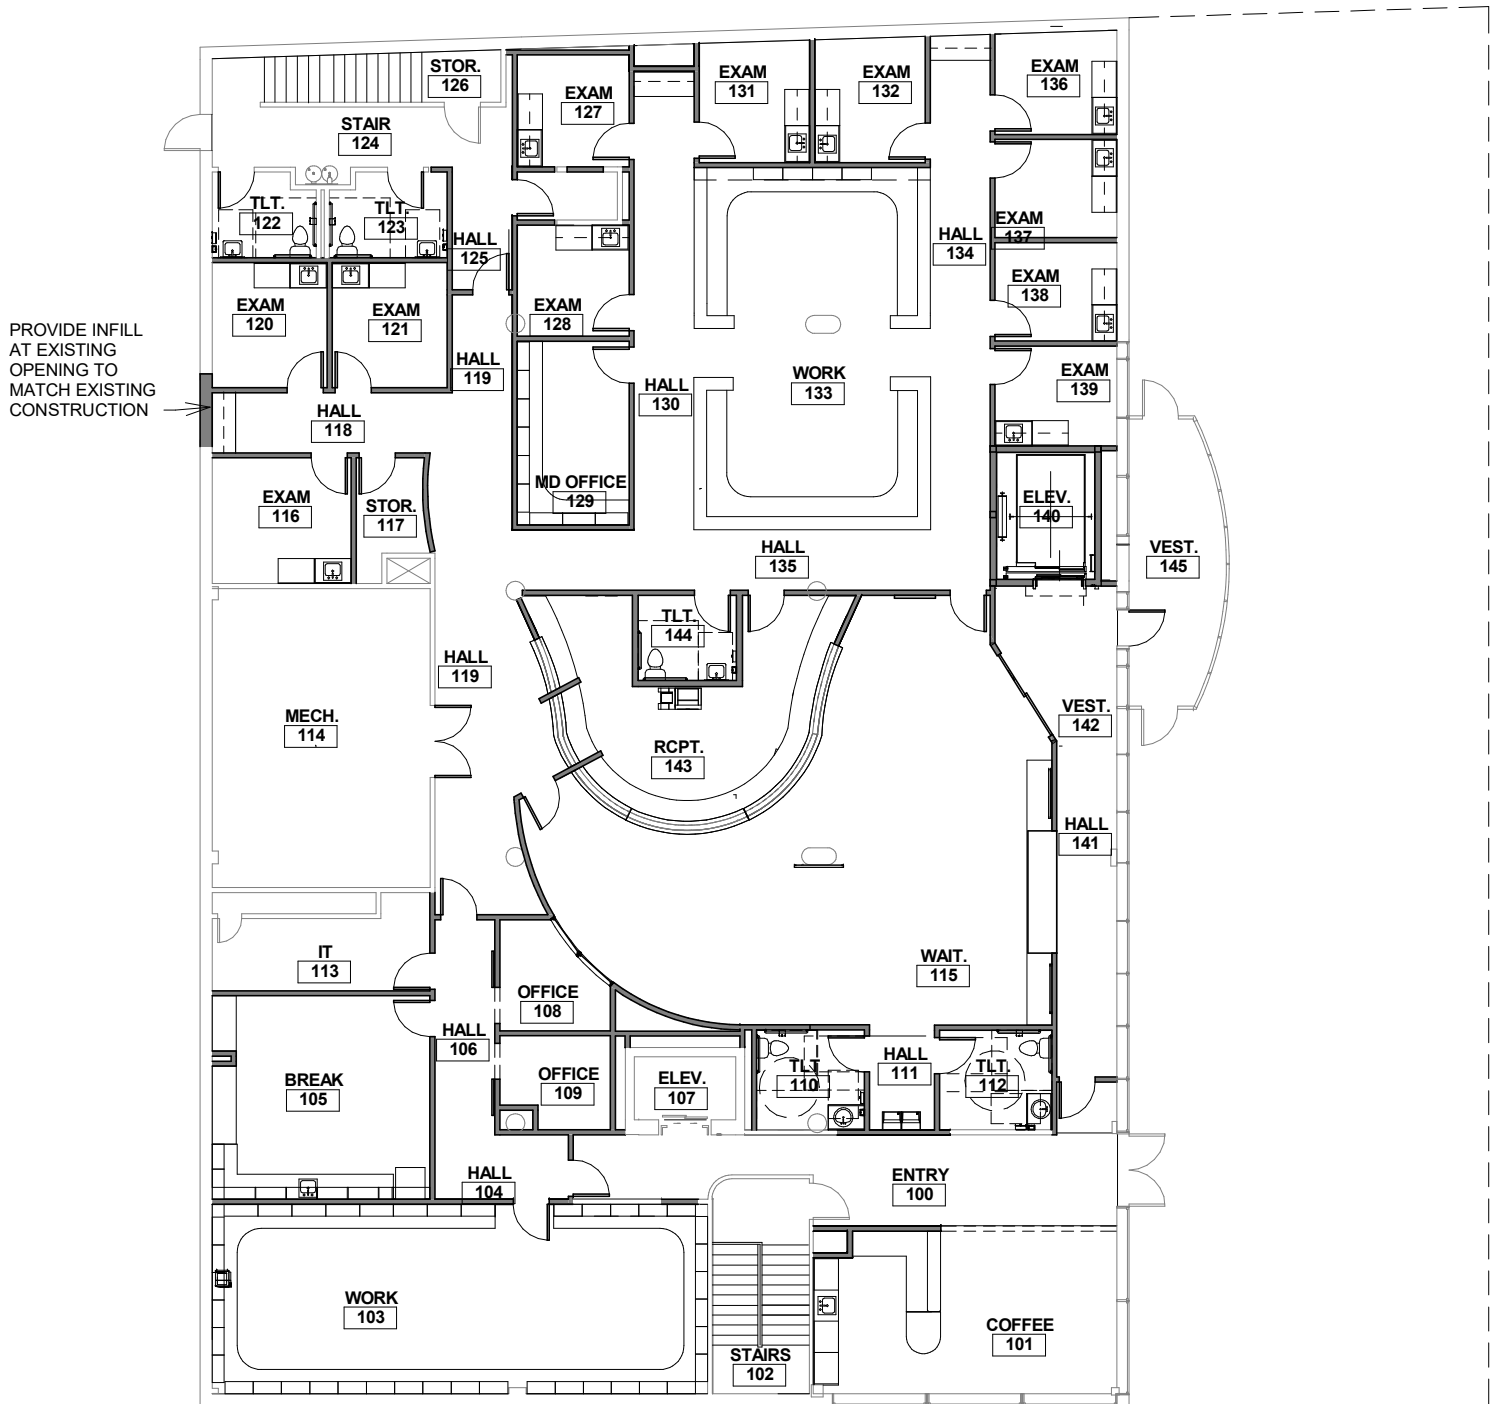 STOR.
126
EXAM
127
EXAM
131
EXAM
132
EXAM
136
STAIR
124
TLT.
122
TLT.
123
HALL
125
HALL
134
EXAM
137
EXAM
138
EXAM
120
EXAM
121
EXAM
128
PROVIDE INFILL
AT EXISTING
OPENING TO
MATCH EXISTING
CONSTRUCTION
HALL
119
HALL
130
WORK
133
EXAM
139
HALL
118
EXAM
116
STOR.
117
MD OFFICE
129
ELEV.
140
HALL
135
VEST.
145
TLT.
144
HALL
119
MECH.
114
RCPT.
143
VEST.
142
HALL
141
IT
113
WAIT.
115
OFFICE
108
HALL
106
OFFICE
109
BREAK
105
ELEV.
107
TLT.
110
HALL
111
TLT.
112
HALL
104
ENTRY
100
WORK
103
STAIRS
102
COFFEE
101